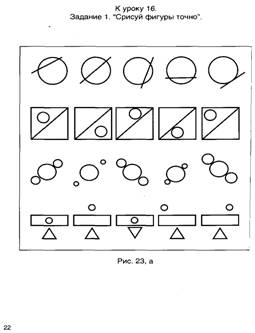 К уроку 16.
Задание 1. "Срисуй фигуры точно".
Рис. 23, а
22